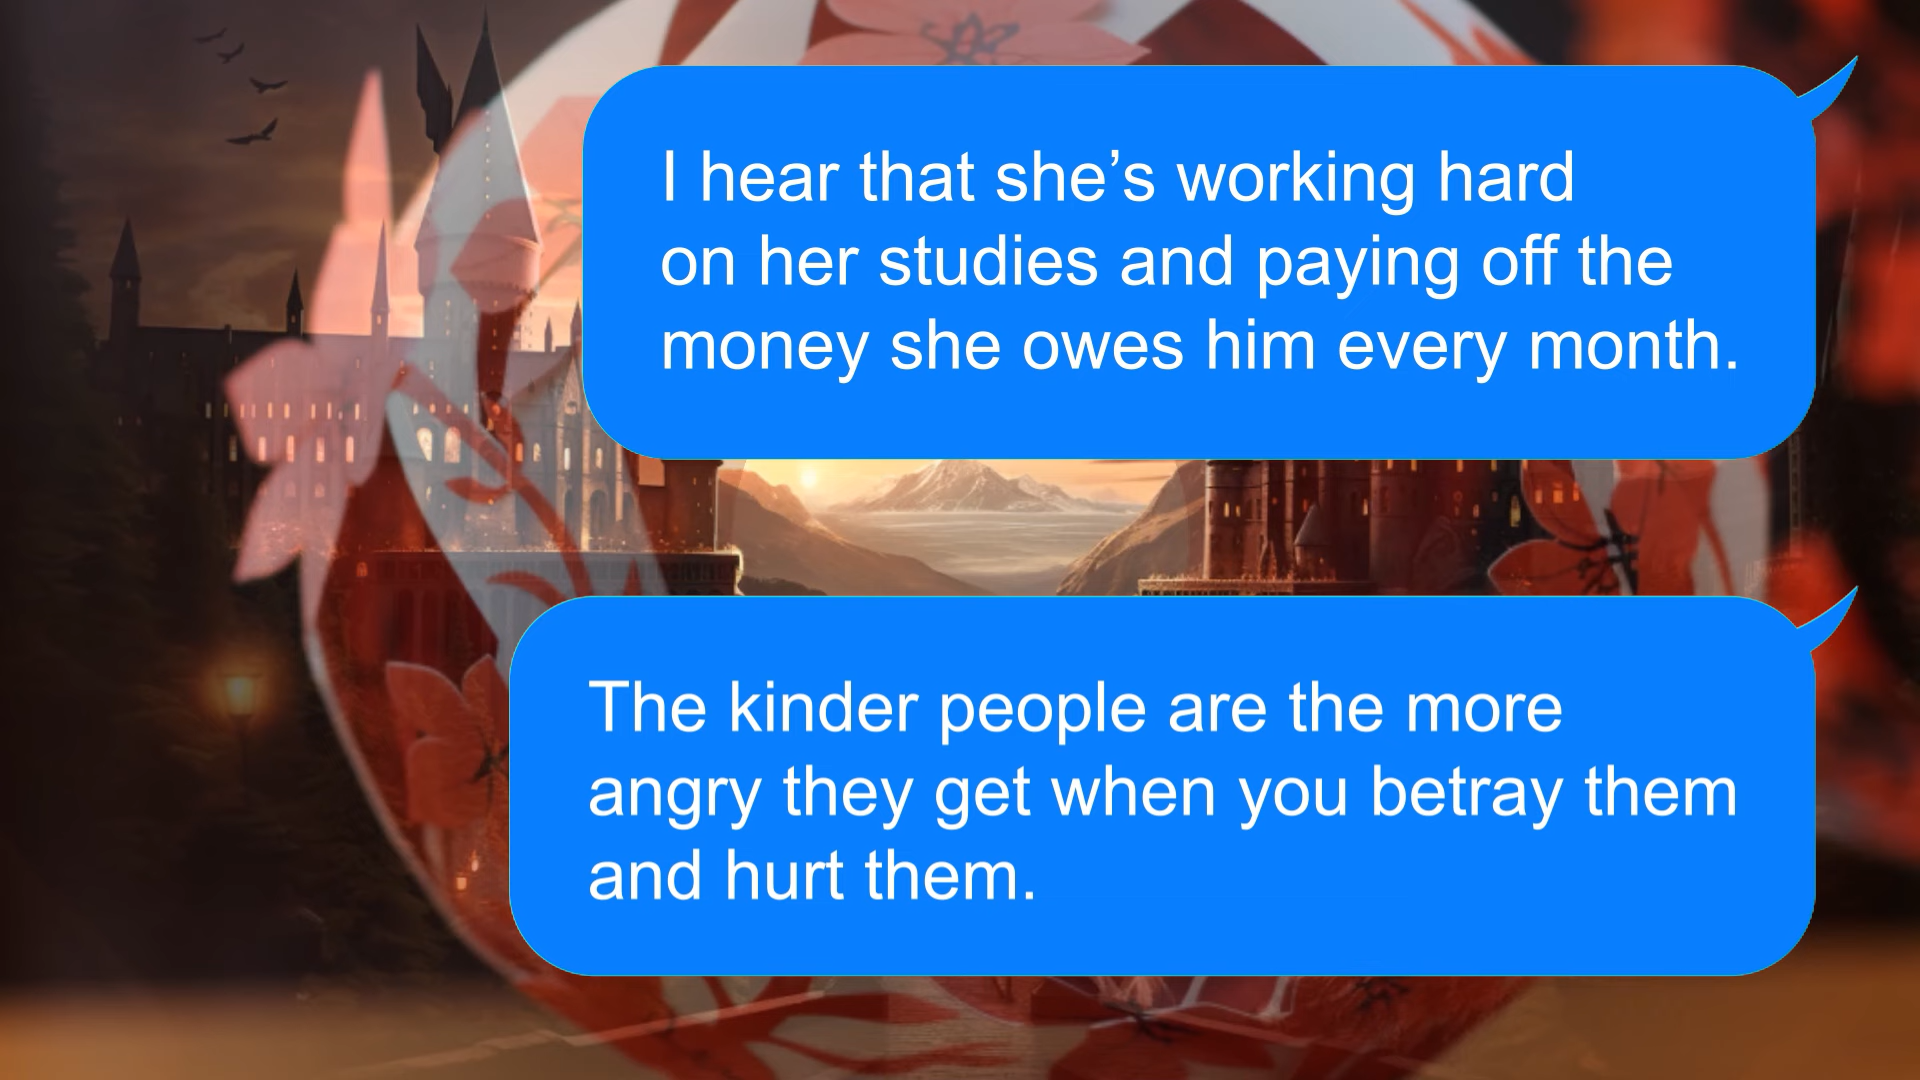 I hear that she’s working hard
on her studies and paying off the
money she owes him every month.
The kinder people are the more
angry they get when you betray them
and hurt them.